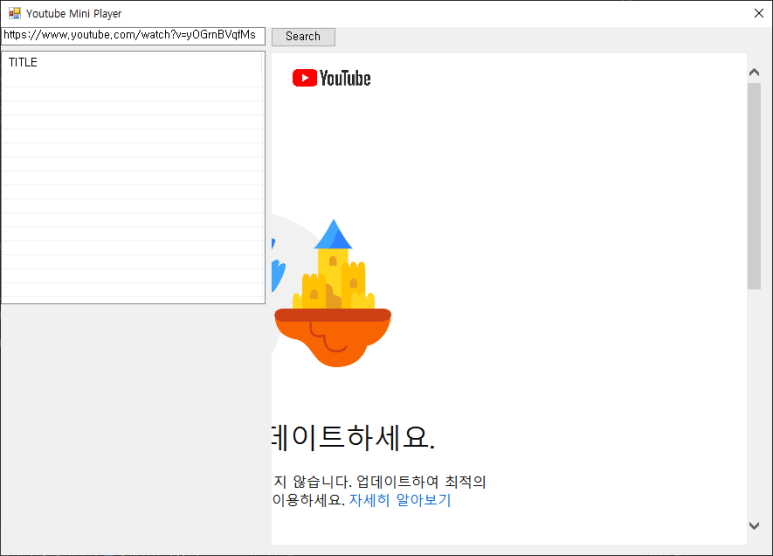 Youtube Mini Player
https://www.youtube.com/watch?v=yOGrnBVqfMs
Search
TITLE
YouTube
데이트하세요.
지 않습니다. 업데이트하여 최적의
이용하세요. 자세히 알아보기